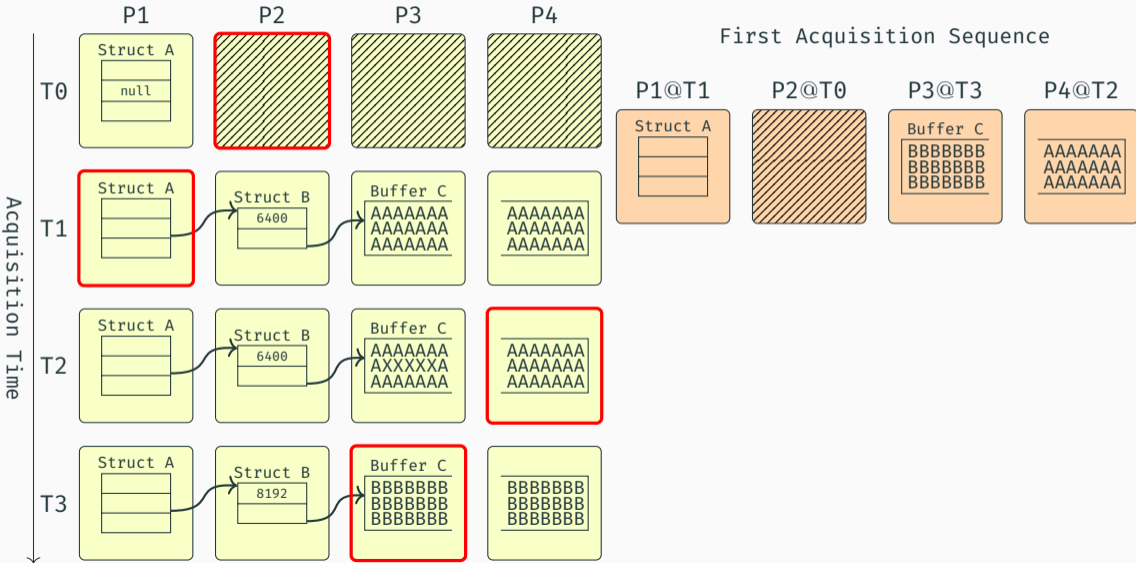 P1 P2 P3 P4
First Acquisition Sequence
Acquisition Time
T0
Struct A
null
P1@T1 P2@T0 P3@T3 P4@T2
Struct A
Buffer C
BBBBBBB
BBBBBBB
BBBBBBB
AAAAAAA
AAAAAAA
AAAAAAA
T1
Struct A
Struct B
6400
Buffer C
AAAAAAA
AAAAAAA
AAAAAAA
AAAAAAA
AAAAAAA
AAAAAAA
T2
Struct A
Struct B
6400
Buffer C
AAAAAAA
AXXXXXA
AAAAAAA
AAAAAAA
AAAAAAA
AAAAAAA
T3
Struct A
Struct B
8192
Buffer C
BBBBBBB
BBBBBBB
BBBBBBB
BBBBBBB
BBBBBBB
BBBBBBB